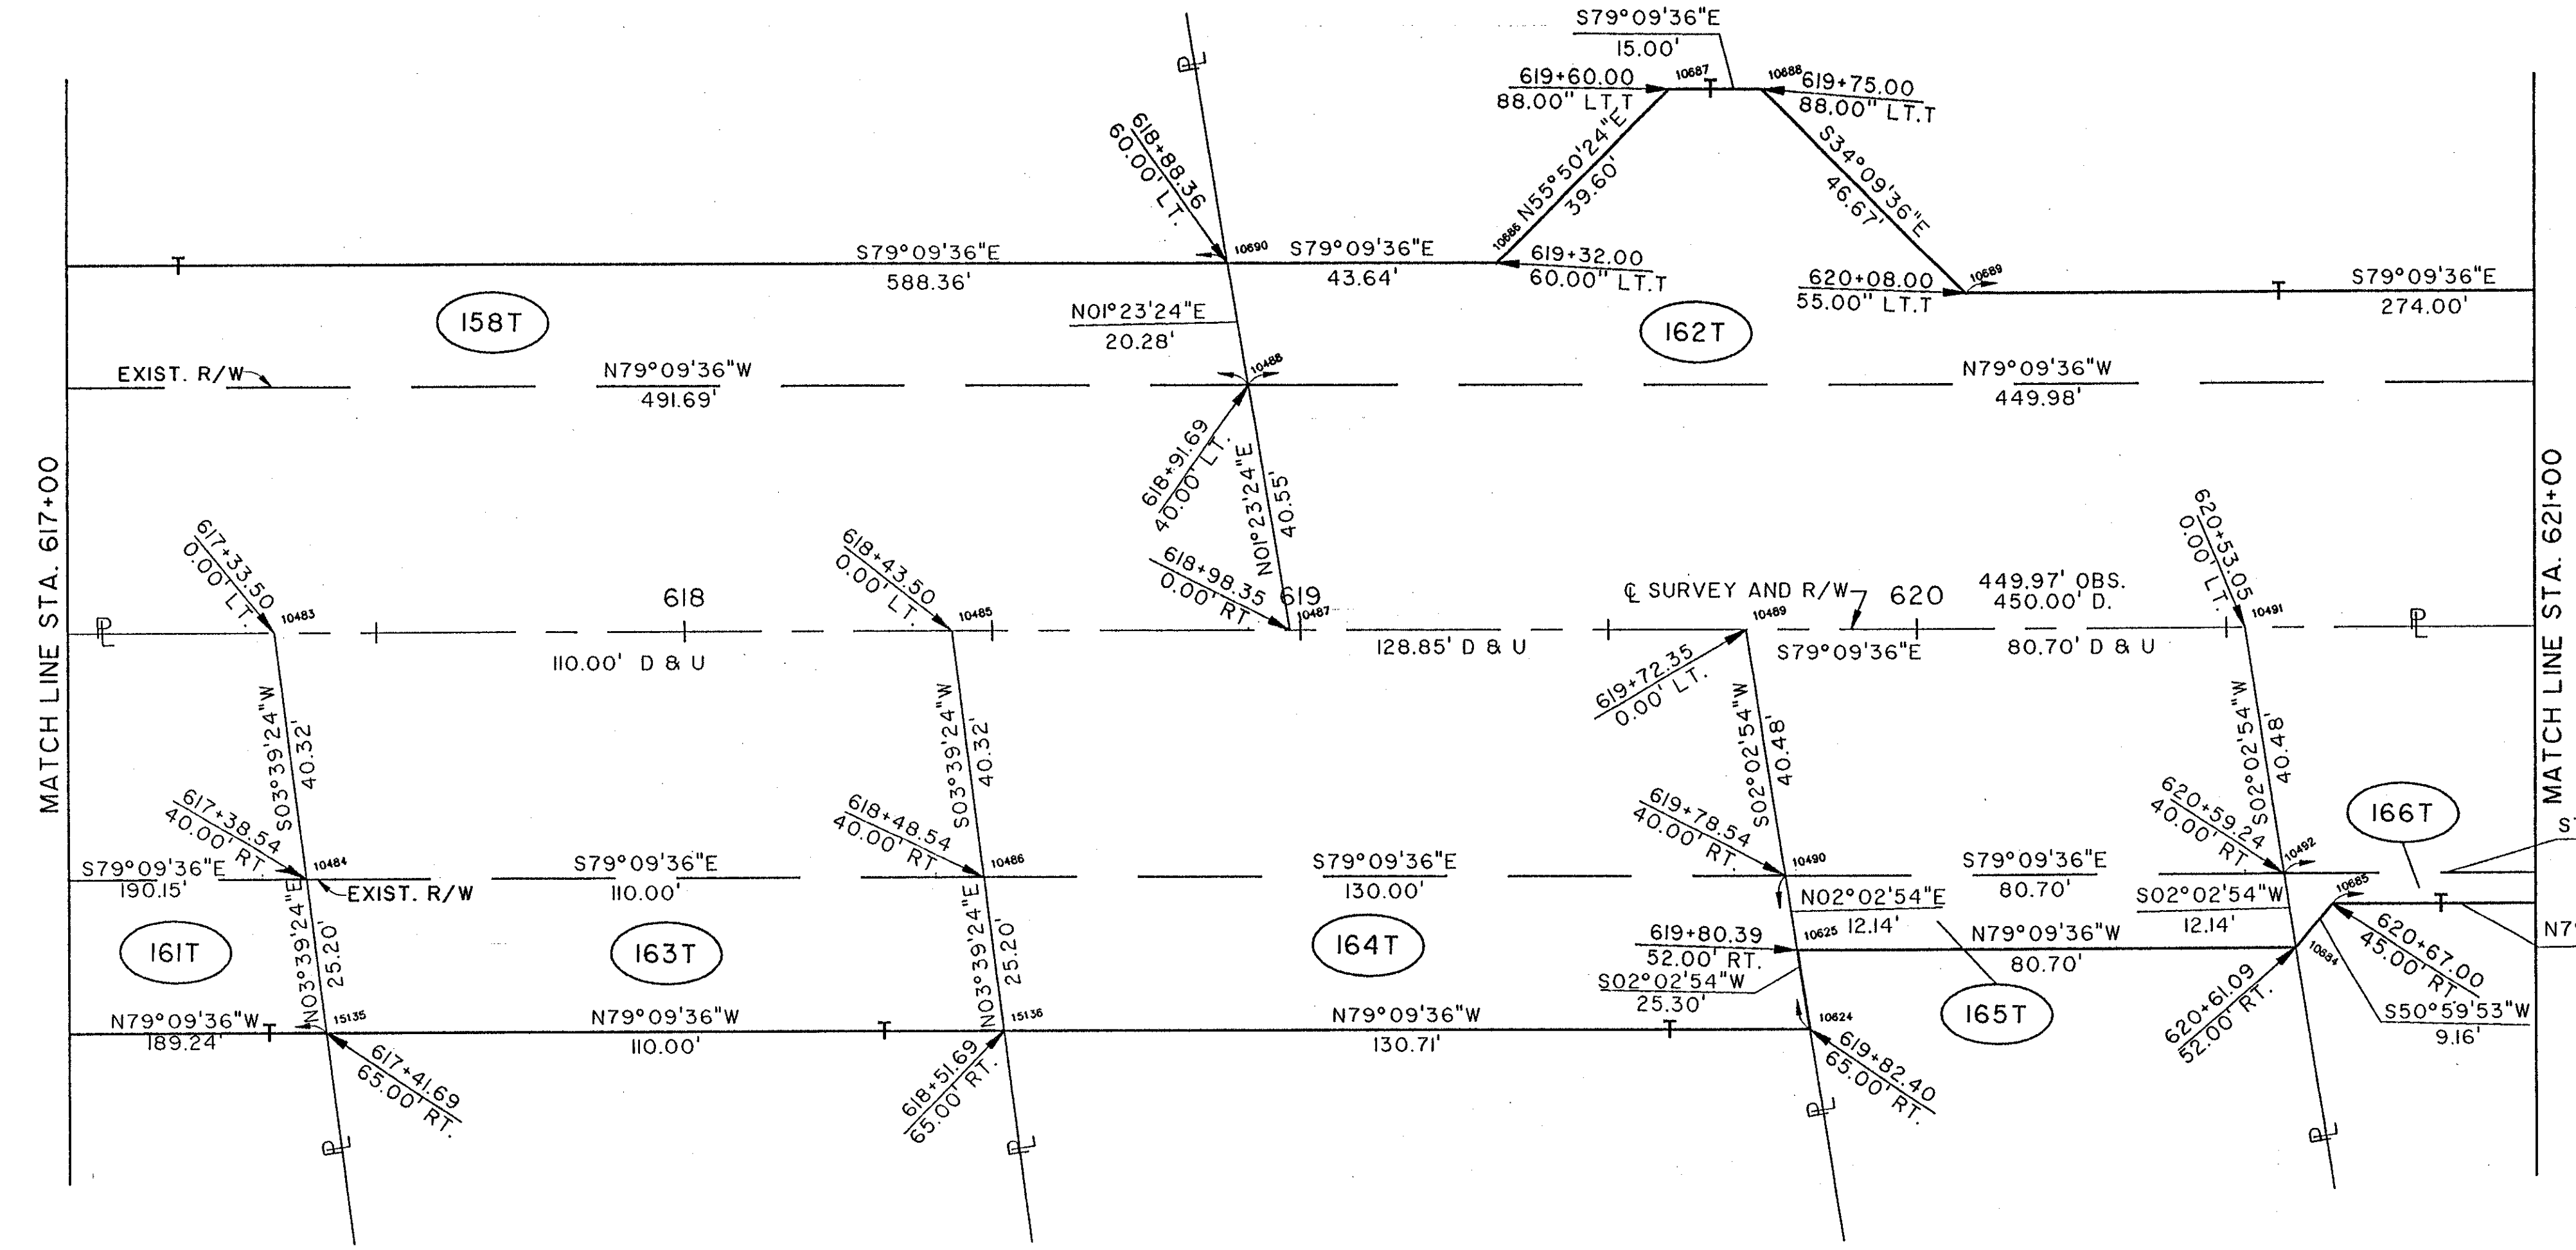 S79°09'36"E
15.00'
619+60.00
88.00" LT.T
10687
T
10688
619+75.00
88.00" LT.T
618+88.36
60.00' LT.
N55°50'24"E
39.60'
S34°09'36"E
46.67'
T
S79°09'36"E
588.36'
10690
S79°09'36"E
43.64'
10686
619+32.00
60.00" LT.T
620+08.00
55.00" LT.T
10689
T
S79°09'36"E
274.00'
158T
N01°23'24"E
20.28'
162T
EXIST. R/W
N79°09'36"W
491.69'
10488
N79°09'36"W
449.98'
618+91.69
40.00' LT.
N01°23'24"E
40.55'
MATCH LINE STA. 617+00
MATCH LINE STA. 621+00
617+33.50
0.00' LT.
10483
618
618+43.50
0.00' LT.
10485
618+98.35
0.00' RT
619
10487
℄ SURVEY AND R/W
10489
620
449.97' OBS.
450.00' D.
620+53.05
0.00' LT.
10491
110.00' D & U
128.85' D & U
S79°09'36"E
80.70' D & U
619+72.35
0.00' LT.
S03°39'24"W
40.32'
S03°39'24"W
40.32'
S02°02'54"W
40.48'
S02°02'54"W
40.48'
617+38.54
40.00' RT.
10484
618+48.54
40.00' RT.
10486
619+78.54
40.00' RT.
10490
620+59.24
40.00' RT.
10492
166T
S79°09'36"E
190.15'
EXIST. R/W
S79°09'36"E
110.00'
S79°09'36"E
130.00'
S79°09'36"E
80.70'
N02°02'54"E
12.14'
S02°02'54"W
12.14'
10685
T
N03°39'24"E
25.20'
N03°39'24"E
25.20'
161T
163T
164T
619+80.39
52.00' RT.
10625
N79°09'36"W
80.70'
10684
620+67.00
45.00' RT.
S02°02'54"W
25.30'
165T
620+61.09
52.00' RT.
S50°59'53"W
9.16'
N79°09'36"W
189.24'
T
15135
N79°09'36"W
110.00'
T
15136
N79°09'36"W
130.71'
T
10624
617+41.69
65.00' RT.
618+51.69
65.00' RT.
619+82.40
65.00' RT.